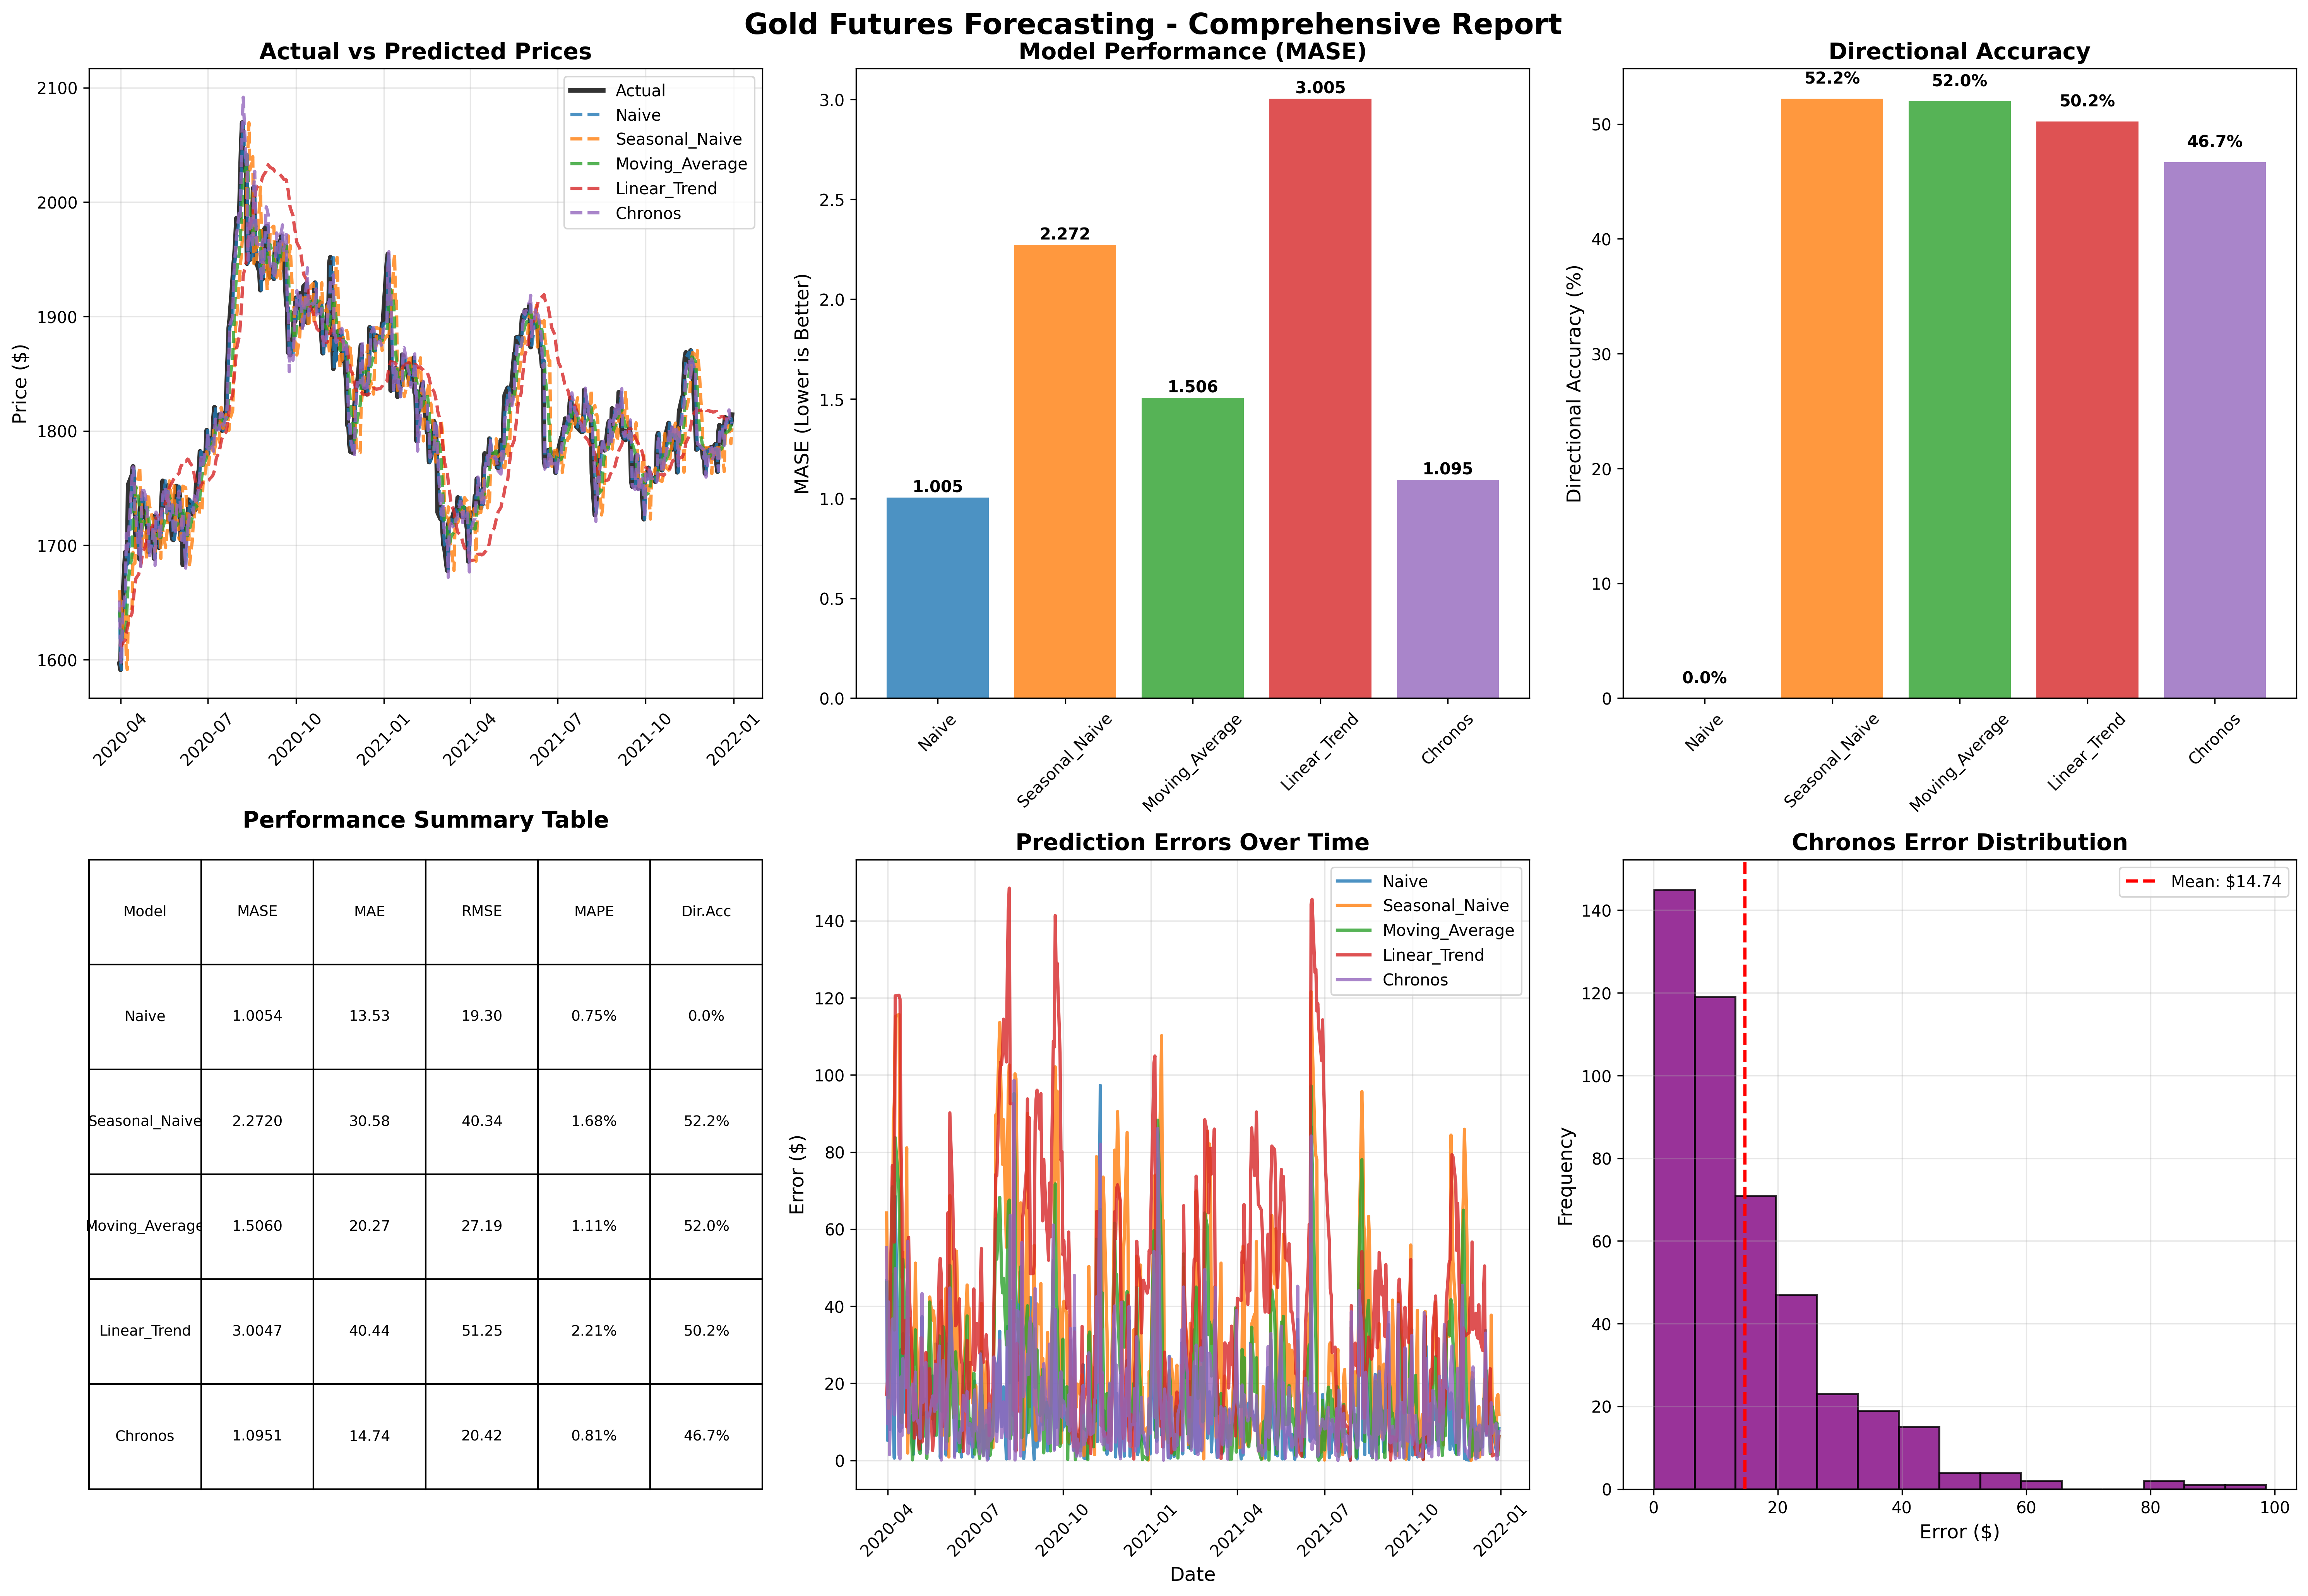 Gold Futures Forecasting - Comprehensive Report
Actual vs Predicted Prices
Price ($)
2100
2000
1900
1800
1700
1600
2020-04
2020-07
2020-10
2021-01
2021-04
2021-07
2021-10
2022-01
Actual
Naive
Seasonal_Naive
Moving_Average
Linear_Trend
Chronos
Model Performance (MASE)
MASE (Lower is Better)
3.0
2.5
2.0
1.5
1.0
0.5
0.0
1.005
2.272
1.506
3.005
1.095
Naive
Seasonal_Naive
Moving_Average
Linear_Trend
Chronos
Directional Accuracy
Directional Accuracy (%)
50
40
30
20
10
0
0.0%
52.2%
52.0%
50.2%
46.7%
Naive
Seasonal_Naive
Moving_Average
Linear_Trend
Chronos
Performance Summary Table
Model MASE MAE RMSE MAPE Dir.Acc
Naive 1.0054 13.53 19.30 0.75% 0.0%
Seasonal_Naive 2.2720 30.58 40.34 1.68% 52.2%
Moving_Average 1.5060 20.27 27.19 1.11% 52.0%
Linear_Trend 3.0047 40.44 51.25 2.21% 50.2%
Chronos 1.0951 14.74 20.42 0.81% 46.7%
Prediction Errors Over Time
Error ($)
140
120
100
80
60
40
20
0
2020-04
2020-07
2020-10
2021-01
2021-04
2021-07
2021-10
2022-01
Date
Naive
Seasonal_Naive
Moving_Average
Linear_Trend
Chronos
Chronos Error Distribution
Frequency
140
120
100
80
60
40
20
0
0
20
40
60
80
100
Error ($)
Mean: $14.74